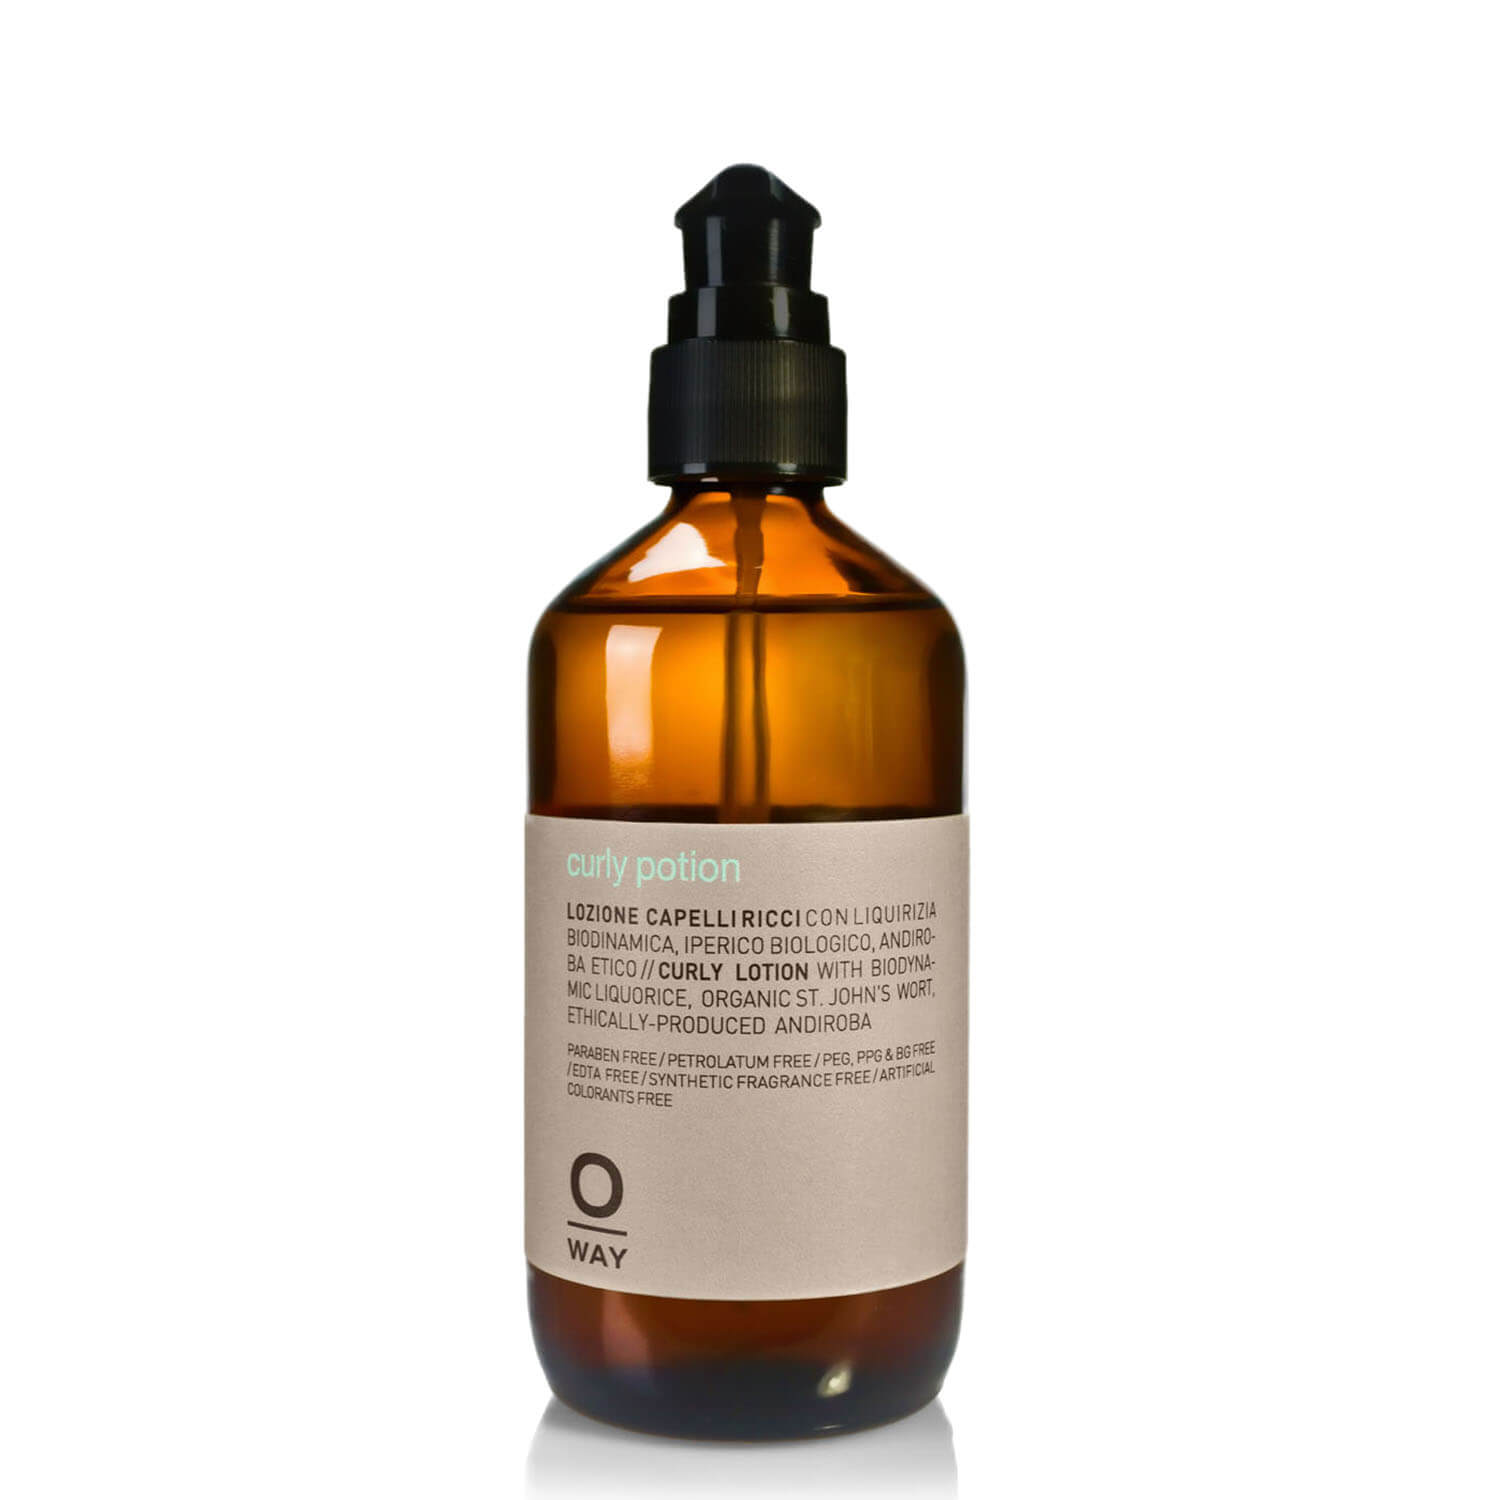 curly potion
LOZIONE CAPELLI RICCI CON LIQUIRIZIA
BIODINAMICA, IPERICO BIOLOGICO, ANDIRO-
BA ETICO // CURLY LOTION WITH BIODYNA-
MIC LIQUORICE, ORGANIC ST. JOHN'S WORT,
ETHICALLY-PRODUCED ANDIROBA
PARABEN FREE / PETROLATUM FREE / PEG, PPG & BG FREE
/ EDTA FREE / SYNTHETIC FRAGRANCE FREE / ARTIFICIAL
COLORANTS FREE
O
WAY